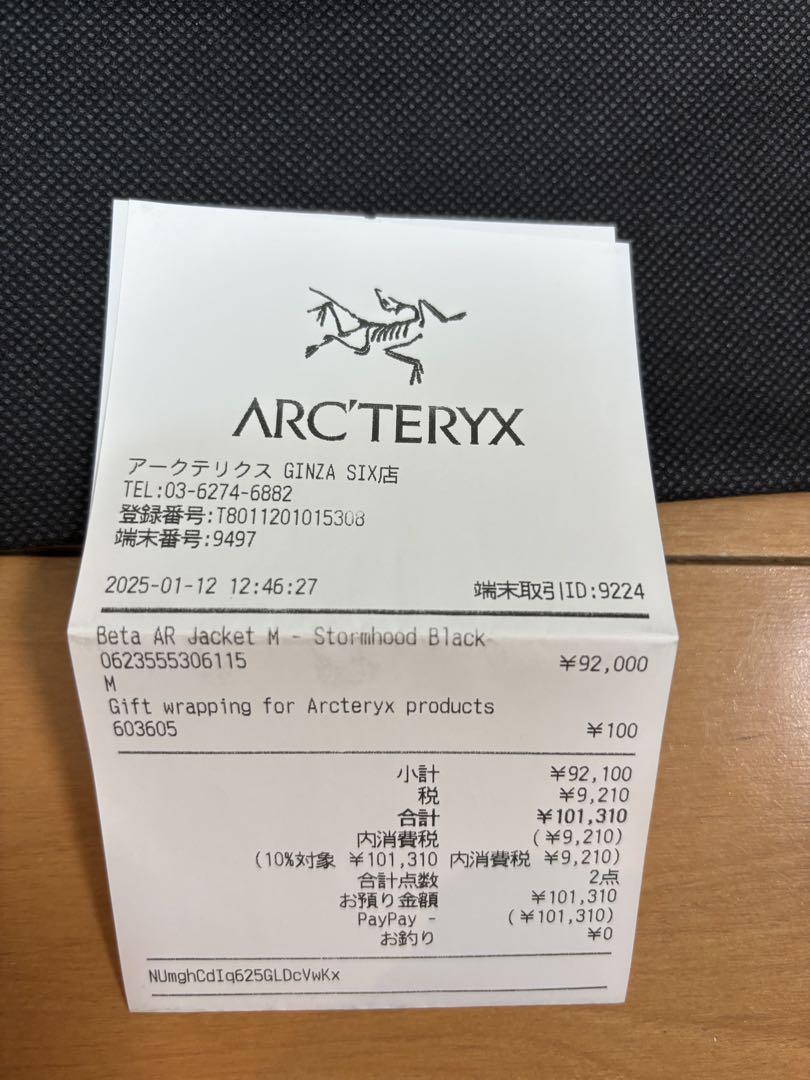 ARC'TERYX
アークテリクス GINZA SIX店
TEL:03-6274-6882
登録番号:T8011201015308
端末番号:9497
2025-01-12 12:46:27 端末取引ID:9224
Beta AR Jacket M - Stormhood Black-
0623555306115 ¥92,000
M
Gift wrapping for Arcteryx products
603605 ¥100
小計 ¥92,100
税 ¥9,210
合計 ¥101,310
内消費税 (¥9,210)
(10%対象 ¥101,310 内消費税 ¥9,210)
合計点数 2点
お預り金額 ¥101,310
PayPay - (¥101,310)
お釣り ¥0
NUmghCdIq625GLDcVwKx